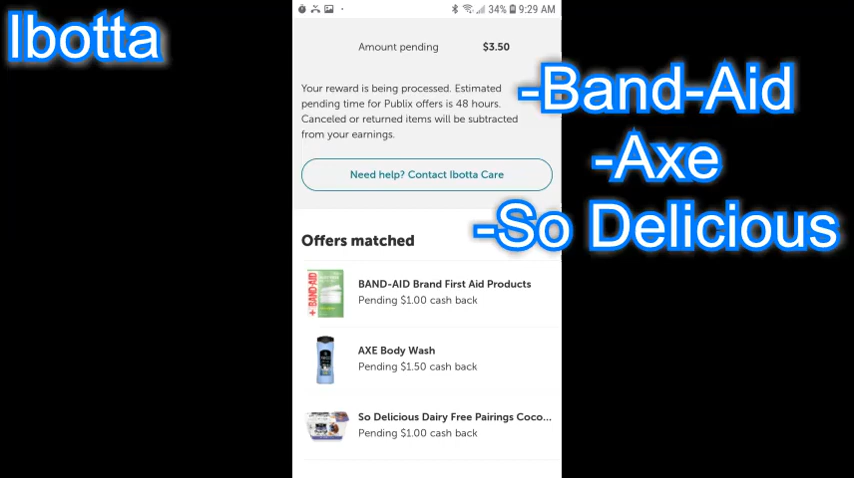 Ibotta
34% 9:29 AM
Amount pending $3.50
Your reward is being processed. Estimated
pending time for Publix offers is 48 hours.
Canceled or returned items will be subtracted
from your earnings.
-Band-Aid
-Axe
-So Delicious
Need help? Contact Ibotta Care
Offers matched
BAND-AID
BAND-AID Brand First Aid Products
Pending $1.00 cash back
AXE Body Wash
Pending $1.50 cash back
So Delicious Dairy Free Pairings Coco...
Pending $1.00 cash back